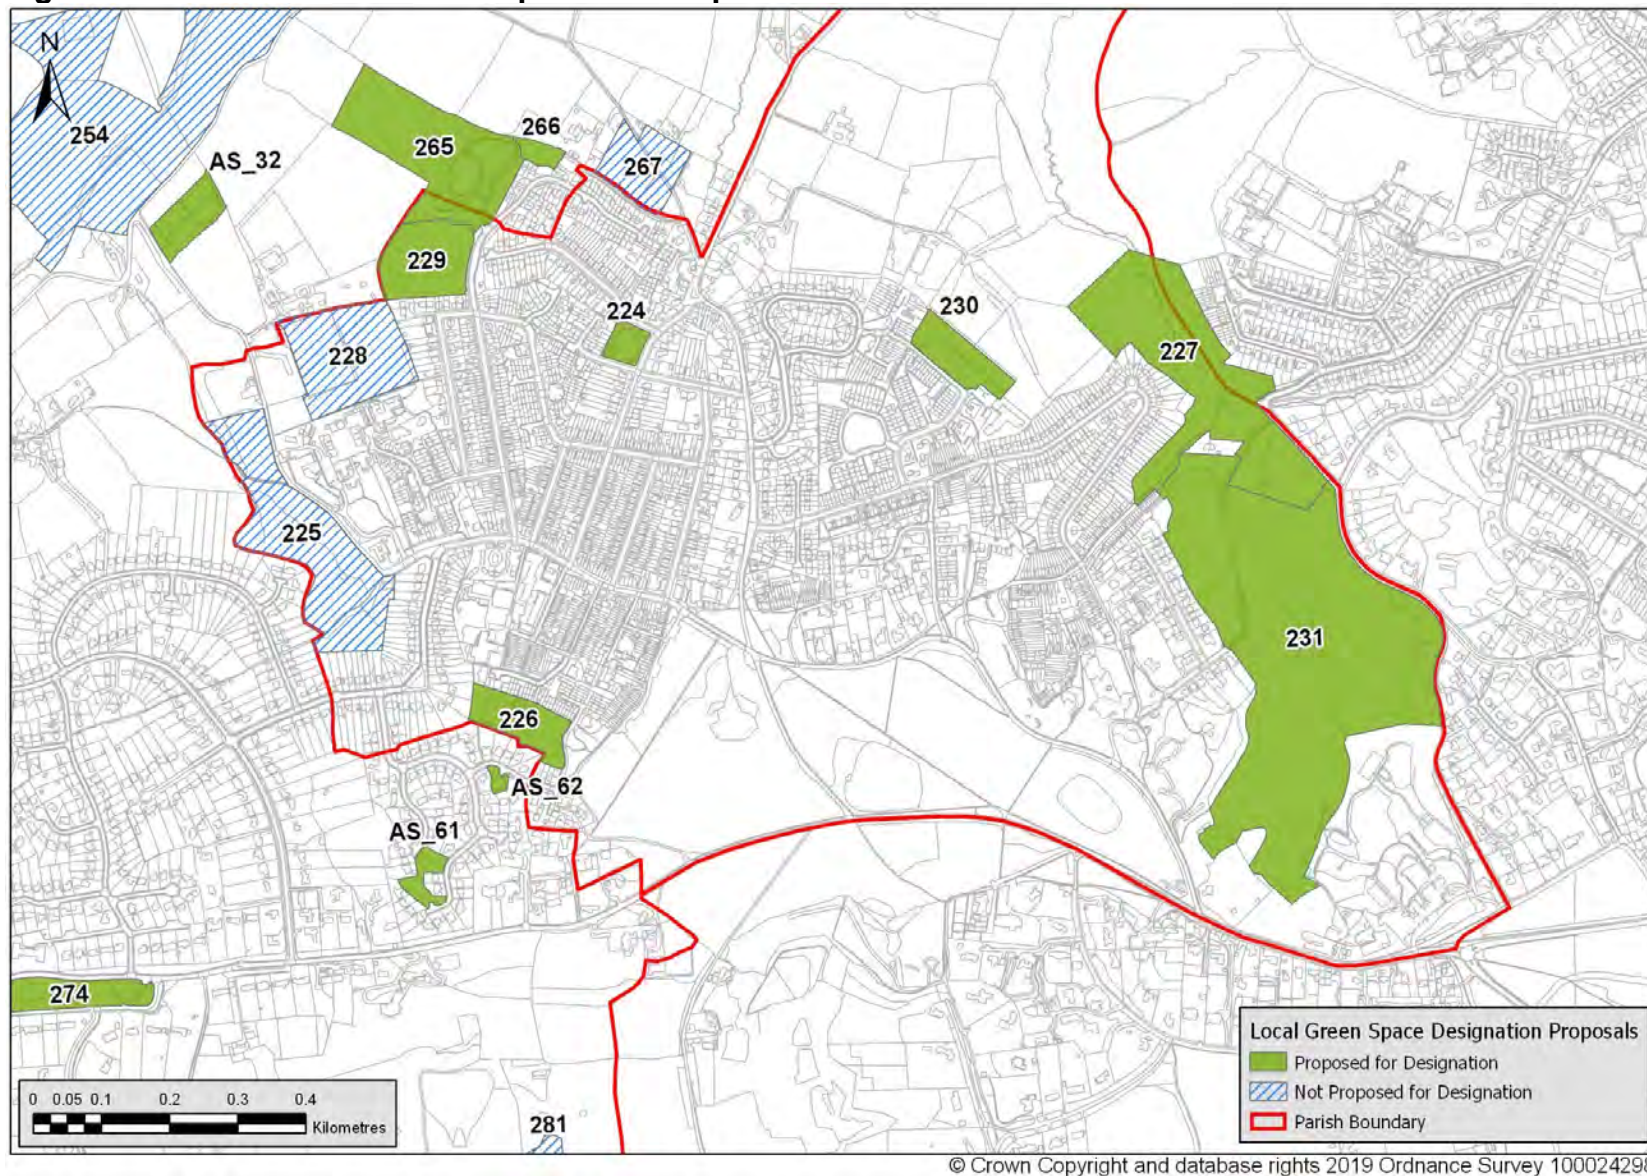 N
254
AS_32
265
266
267
229
224
230
228
227
225
231
226
AS_62
AS_61
274
281
0 0.05 0.1 0.2 0.3 0.4
Kilometres
Local Green Space Designation Proposals
Proposed for Designation
Not Proposed for Designation
Parish Boundary
© Crown Copyright and database rights 2019 Ordnance Survey 10002429